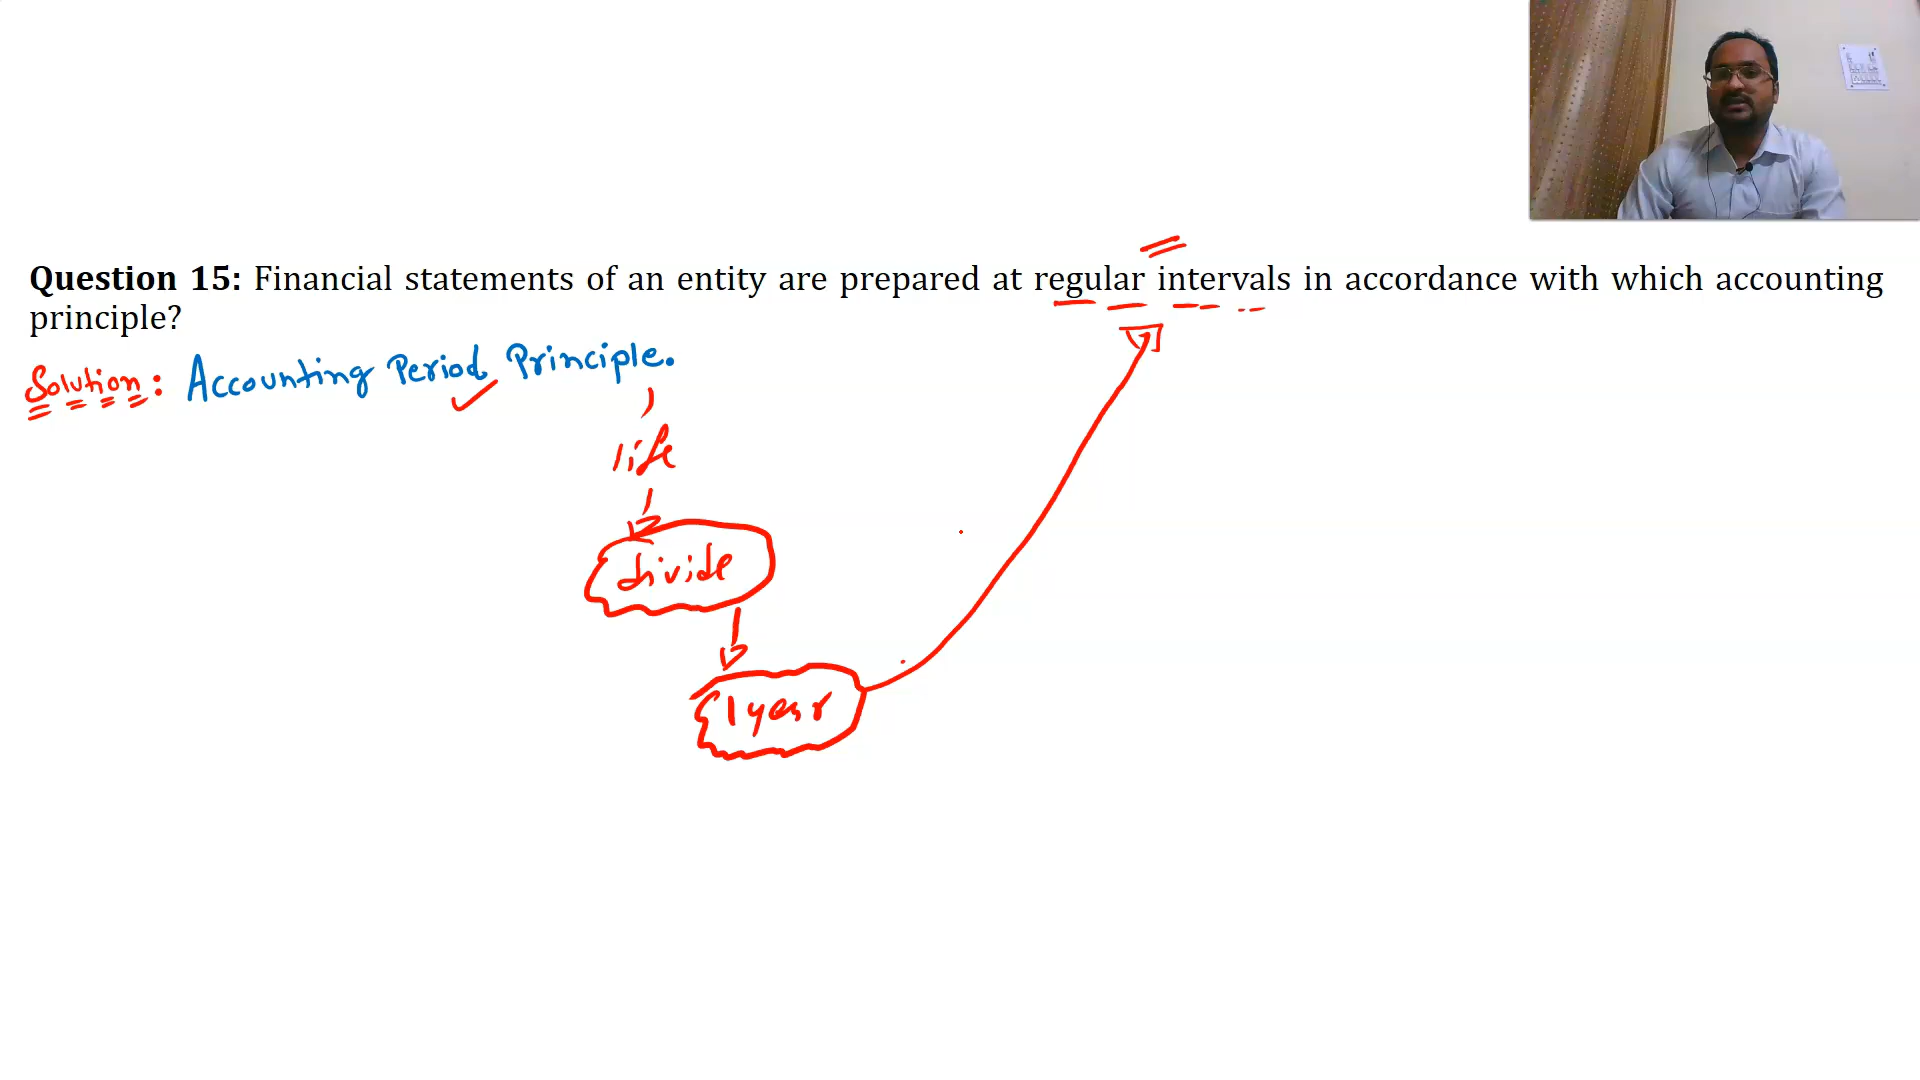 Question 15: Financial statements of an entity are prepared at regular intervals in accordance with which accounting
principle?
Solution: Accounting Period Principle.
life
divide
1 year